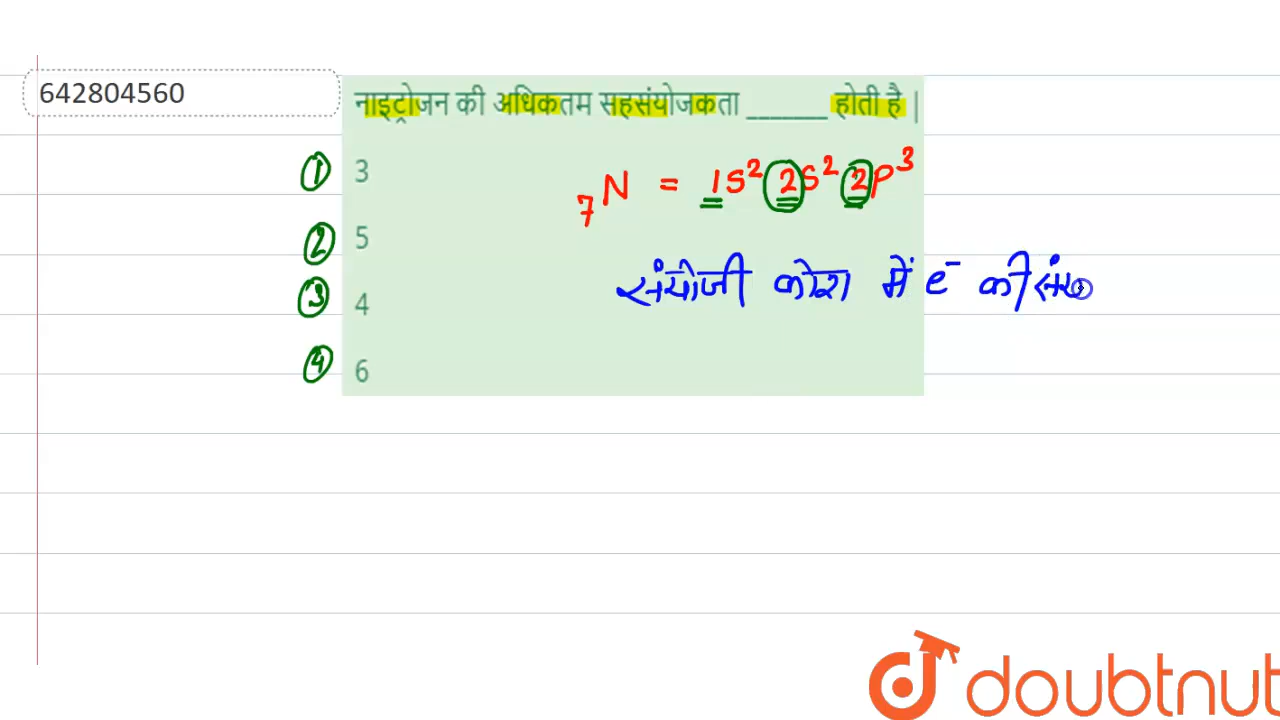 642804560
नाइट्रोजन की अधिकतम सहसंयोजकता _______ होती है |
① 3
② 5
③ 4
④ 6
₇N = 1S² 2S² 2P³
संयोजी कोश में e⁻ की
doubtnut